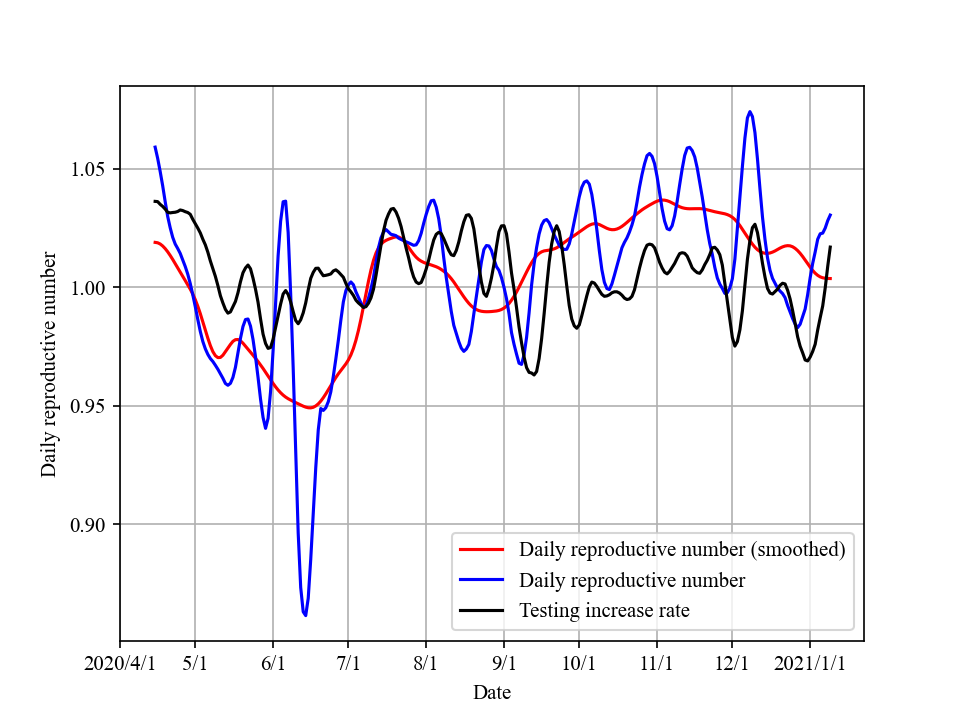 1.05
1.00
0.95
0.90
Daily reproductive number
Daily reproductive number (smoothed)
Daily reproductive number
Testing increase rate
2020/4/1 5/1 6/1 7/1 8/1 9/1 10/1 11/1 12/1 2021/1/1
Date